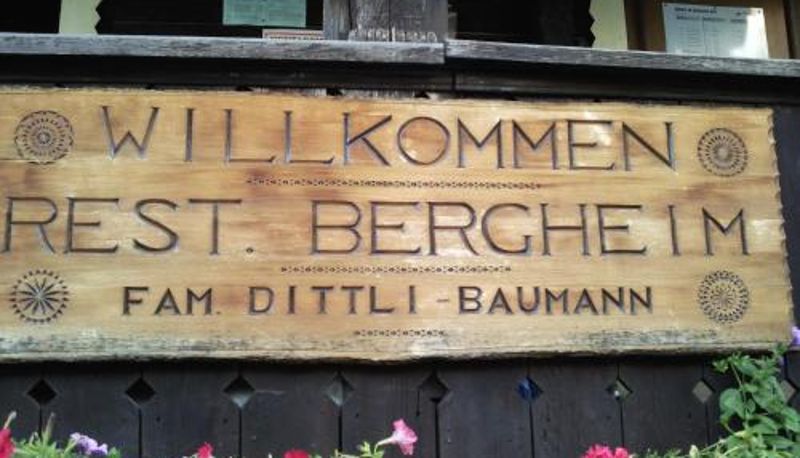 WILLKOMMEN
REST. BERGHEIM
FAM. DITTLI-BAUMANN